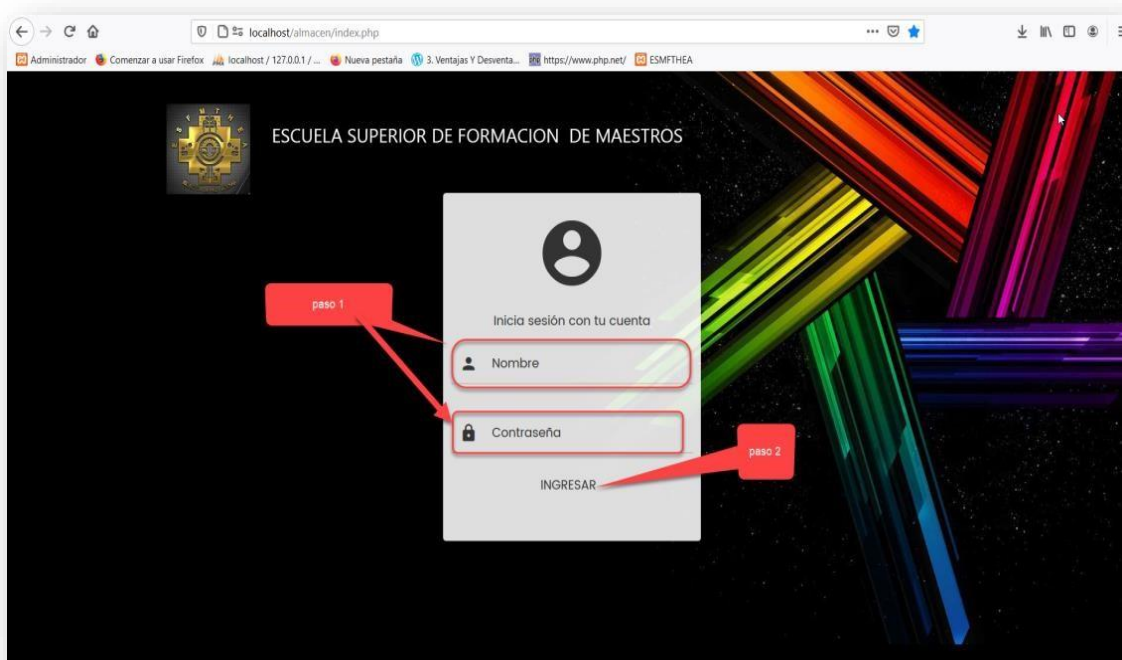 localhost/almacen/index.php
Administrador Comenzar a usar Firefox localhost / 127.0.0.1 / ... Nueva pestaña 3. Ventajas Y Desventa... https://www.php.net/ ESMFTHEA
ESCUELA SUPERIOR DE FORMACION DE MAESTROS
paso 1
Inicia sesión con tu cuenta
Nombre
Contraseña
paso 2
INGRESAR